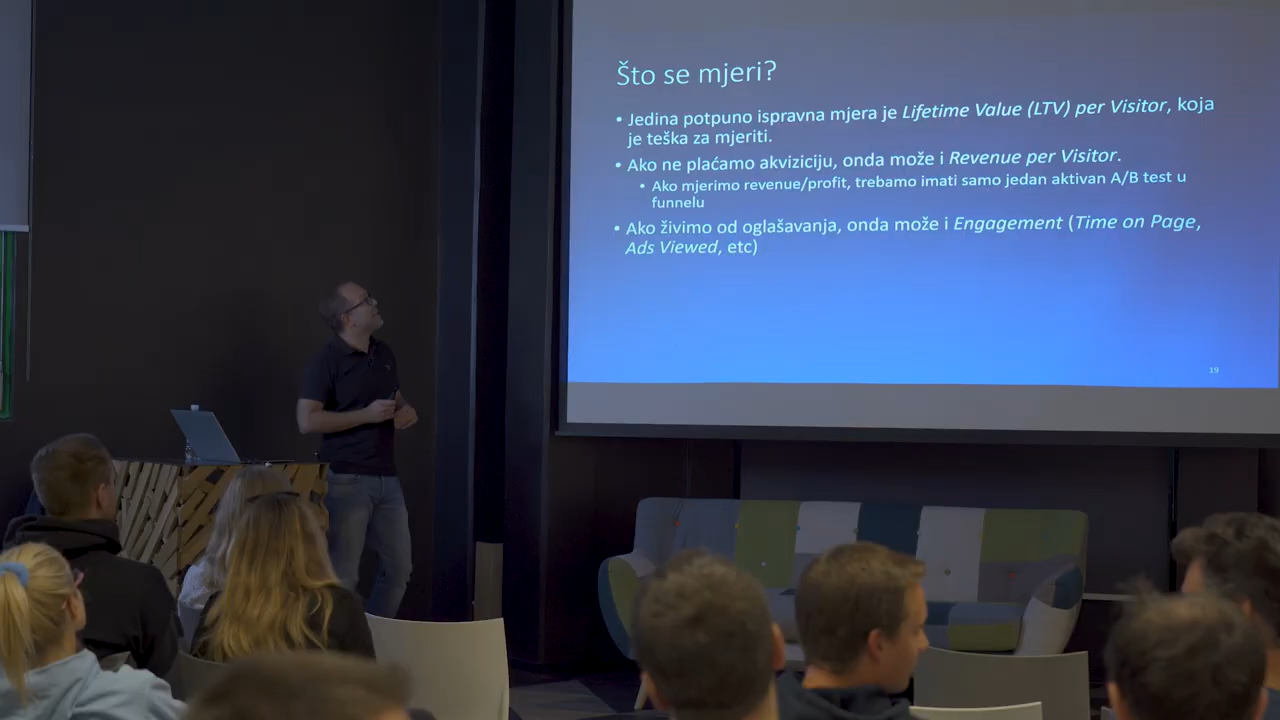 Što se mjeri?
• Jedina potpuno ispravna mjera je Lifetime Value (LTV) per Visitor, koja
je teška za mjeriti.
• Ako ne plaćamo akviziciju, onda može i Revenue per Visitor.
• Ako mjerimo revenue/profit, trebamo imati samo jedan aktivan A/B test u
funnelu
• Ako živimo od oglašavanja, onda može i Engagement (Time on Page,
Ads Viewed, etc)
19